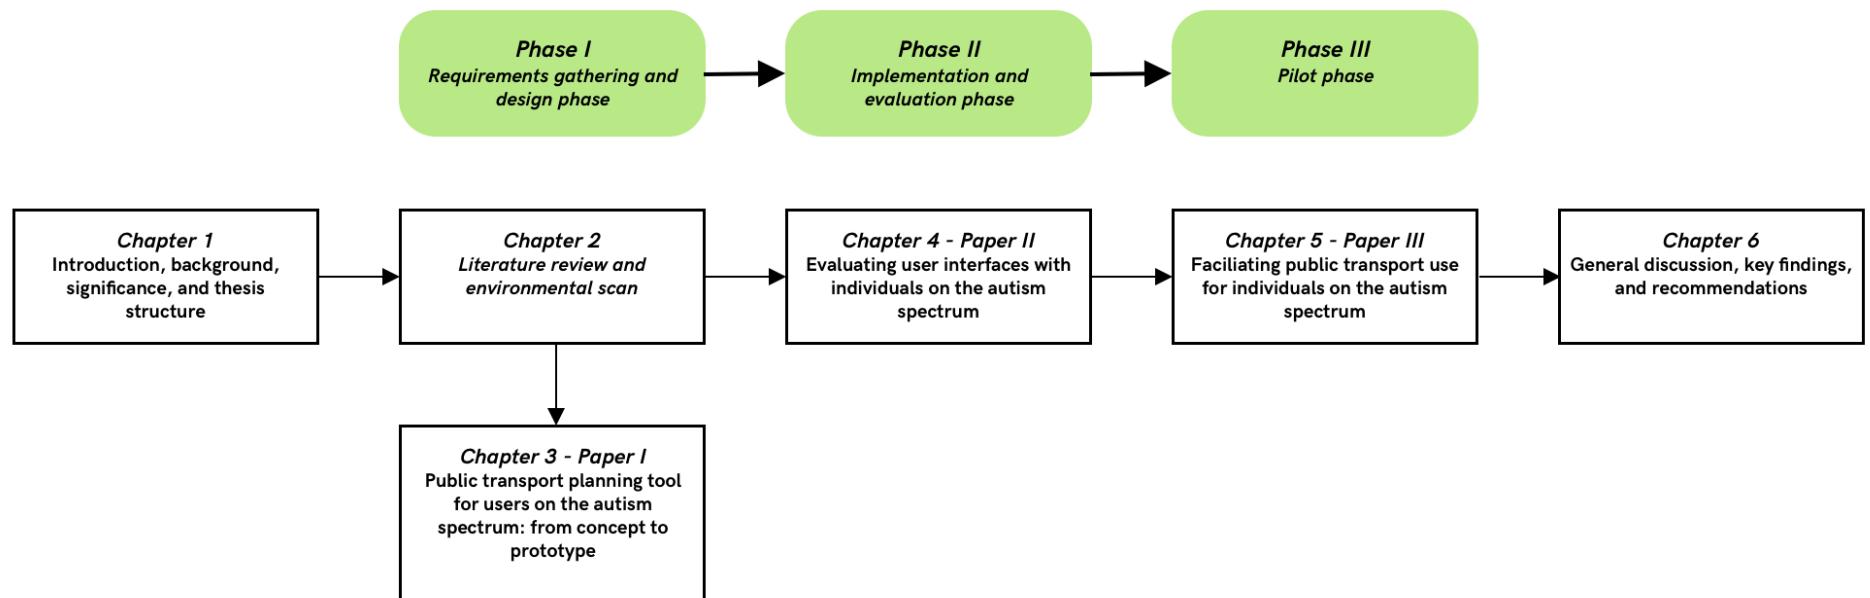 Phase I
Requirements gathering and
design phase
Phase II
Implementation and
evaluation phase
Phase III
Pilot phase
Chapter 1
Introduction, background,
significance, and thesis
structure
Chapter 2
Literature review and
environmental scan
Chapter 4 - Paper II
Evaluating user interfaces with
individuals on the autism
spectrum
Chapter 5 - Paper III
Faciliating public transport use
for individuals on the autism
spectrum
Chapter 6
General discussion, key findings,
and recommendations
Chapter 3 - Paper I
Public transport planning tool
for users on the autism
spectrum: from concept to
prototype